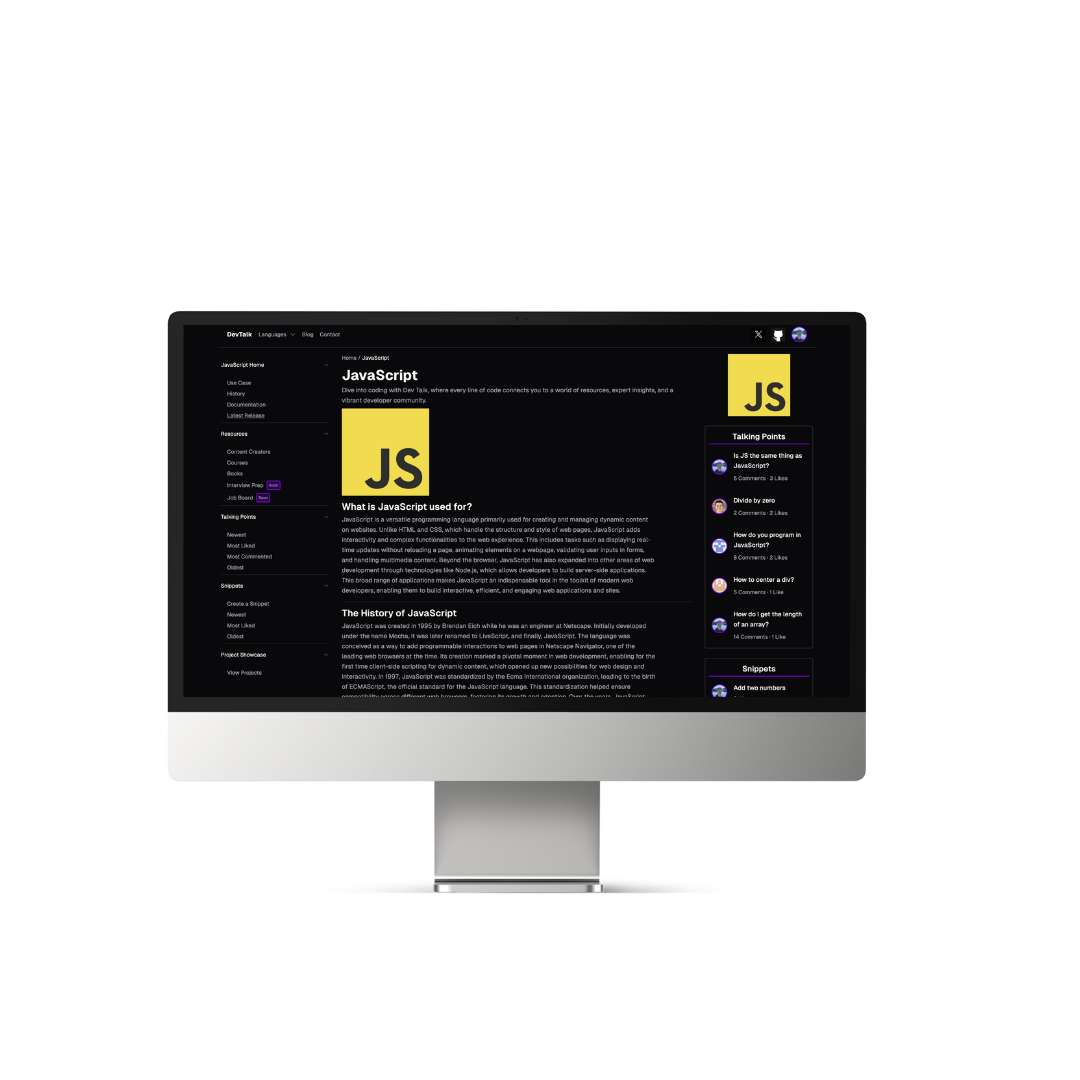 DevTalk Languages Blog Contact
JavaScript Home
Use Case
History
Documentation
Latest Release
Resources
Content Creators
Courses
Books
Interview Prep Soon
Job Board Soon
Talking Points
Newest
Most Liked
Most Commented
Oldest
Snippets
Create a Snippet
Newest
Most Liked
Oldest
Project Showcase
View Projects
Home / JavaScript
JavaScript
Dive into coding with Dev Talk, where every line of code connects you to a world of resources, expert insights, and a
vibrant developer community.
JS
What is JavaScript used for?
JavaScript is a versatile programming language primarily used for creating and managing dynamic content
on websites. Unlike HTML and CSS, which handle the structure and style of web pages, JavaScript adds
interactivity and complex functionalities to the web experience. This includes tasks such as displaying real-
time updates without reloading a page, animating elements on a webpage, validating user inputs in forms,
and handling multimedia content. Beyond the browser, JavaScript has also expanded into other areas of web
development through technologies like Node.js, which allows developers to build server-side applications.
This broad range of applications makes JavaScript an indispensable tool in the toolkit of modern web
developers, enabling them to build interactive, efficient, and engaging web applications and sites.
The History of JavaScript
JavaScript was created in 1995 by Brendan Eich while he was an engineer at Netscape. Initially developed
under the name Mocha, it was later renamed to LiveScript, and finally, JavaScript. The language was
conceived as a way to add programmable interactions to web pages in Netscape Navigator, one of the
leading web browsers at the time. Its creation marked a pivotal moment in web development, enabling for the
first time client-side scripting for dynamic content, which opened up new possibilities for web design and
interactivity. In 1997, JavaScript was standardized by the Ecma International organization, leading to the birth
of ECMAScript, the official standard for the JavaScript language. This standardization helped ensure
compatibility across different web browsers, fostering its growth and adoption. Over the years, JavaScript
JS
Talking Points
Is JS the same thing as
JavaScript?
5 Comments · 3 Likes
Divide by zero
2 Comments · 2 Likes
How do you program in
JavaScript?
6 Comments · 2 Likes
How to center a div?
5 Comments · 1 Like
How do I get the length
of an array?
14 Comments · 1 Like
Snippets
Add two numbers